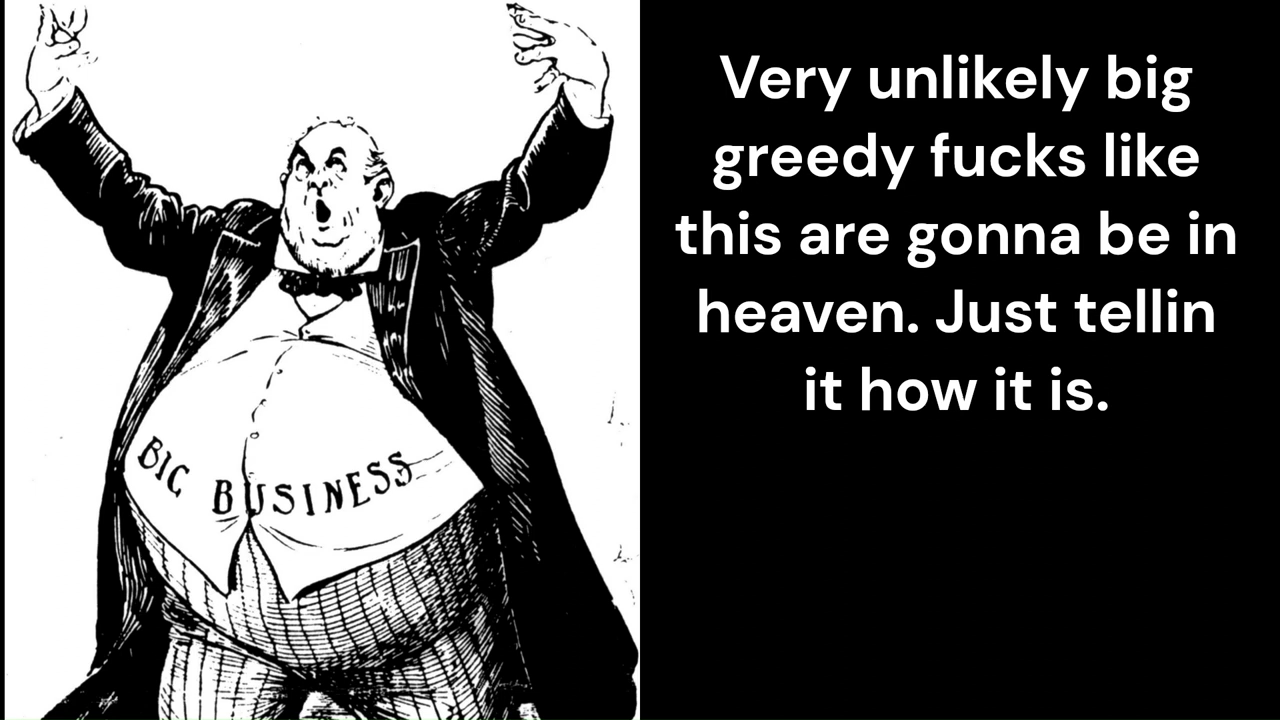 BIG BUSINESS
Very unlikely big
greedy fucks like
this are gonna be in
heaven. Just tellin
it how it is.